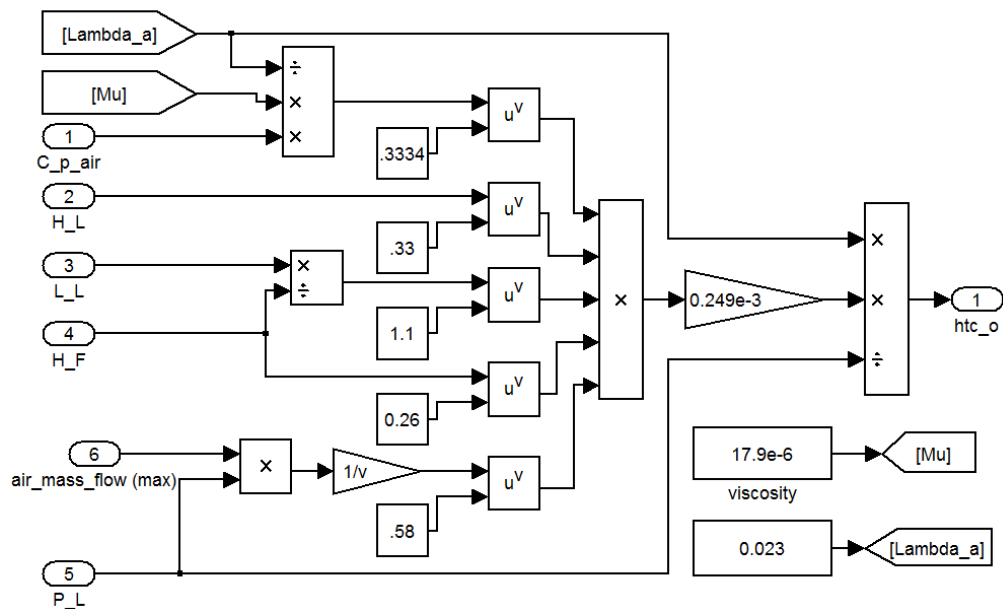 [Lambda_a]
÷
[Mu]
×
1
×
C_p_air
u^v
.3334
2
H_L
u^v
.33
3
L_L
×
÷
u^v
1.1
4
H_F
u^v
0.26
×
0.249e-3
×
×
÷
1
htc_o
6
air_mass_flow (max)
×
1/v
u^v
.58
5
P_L
17.9e-6
viscosity
[Mu]
0.023
[Lambda_a]